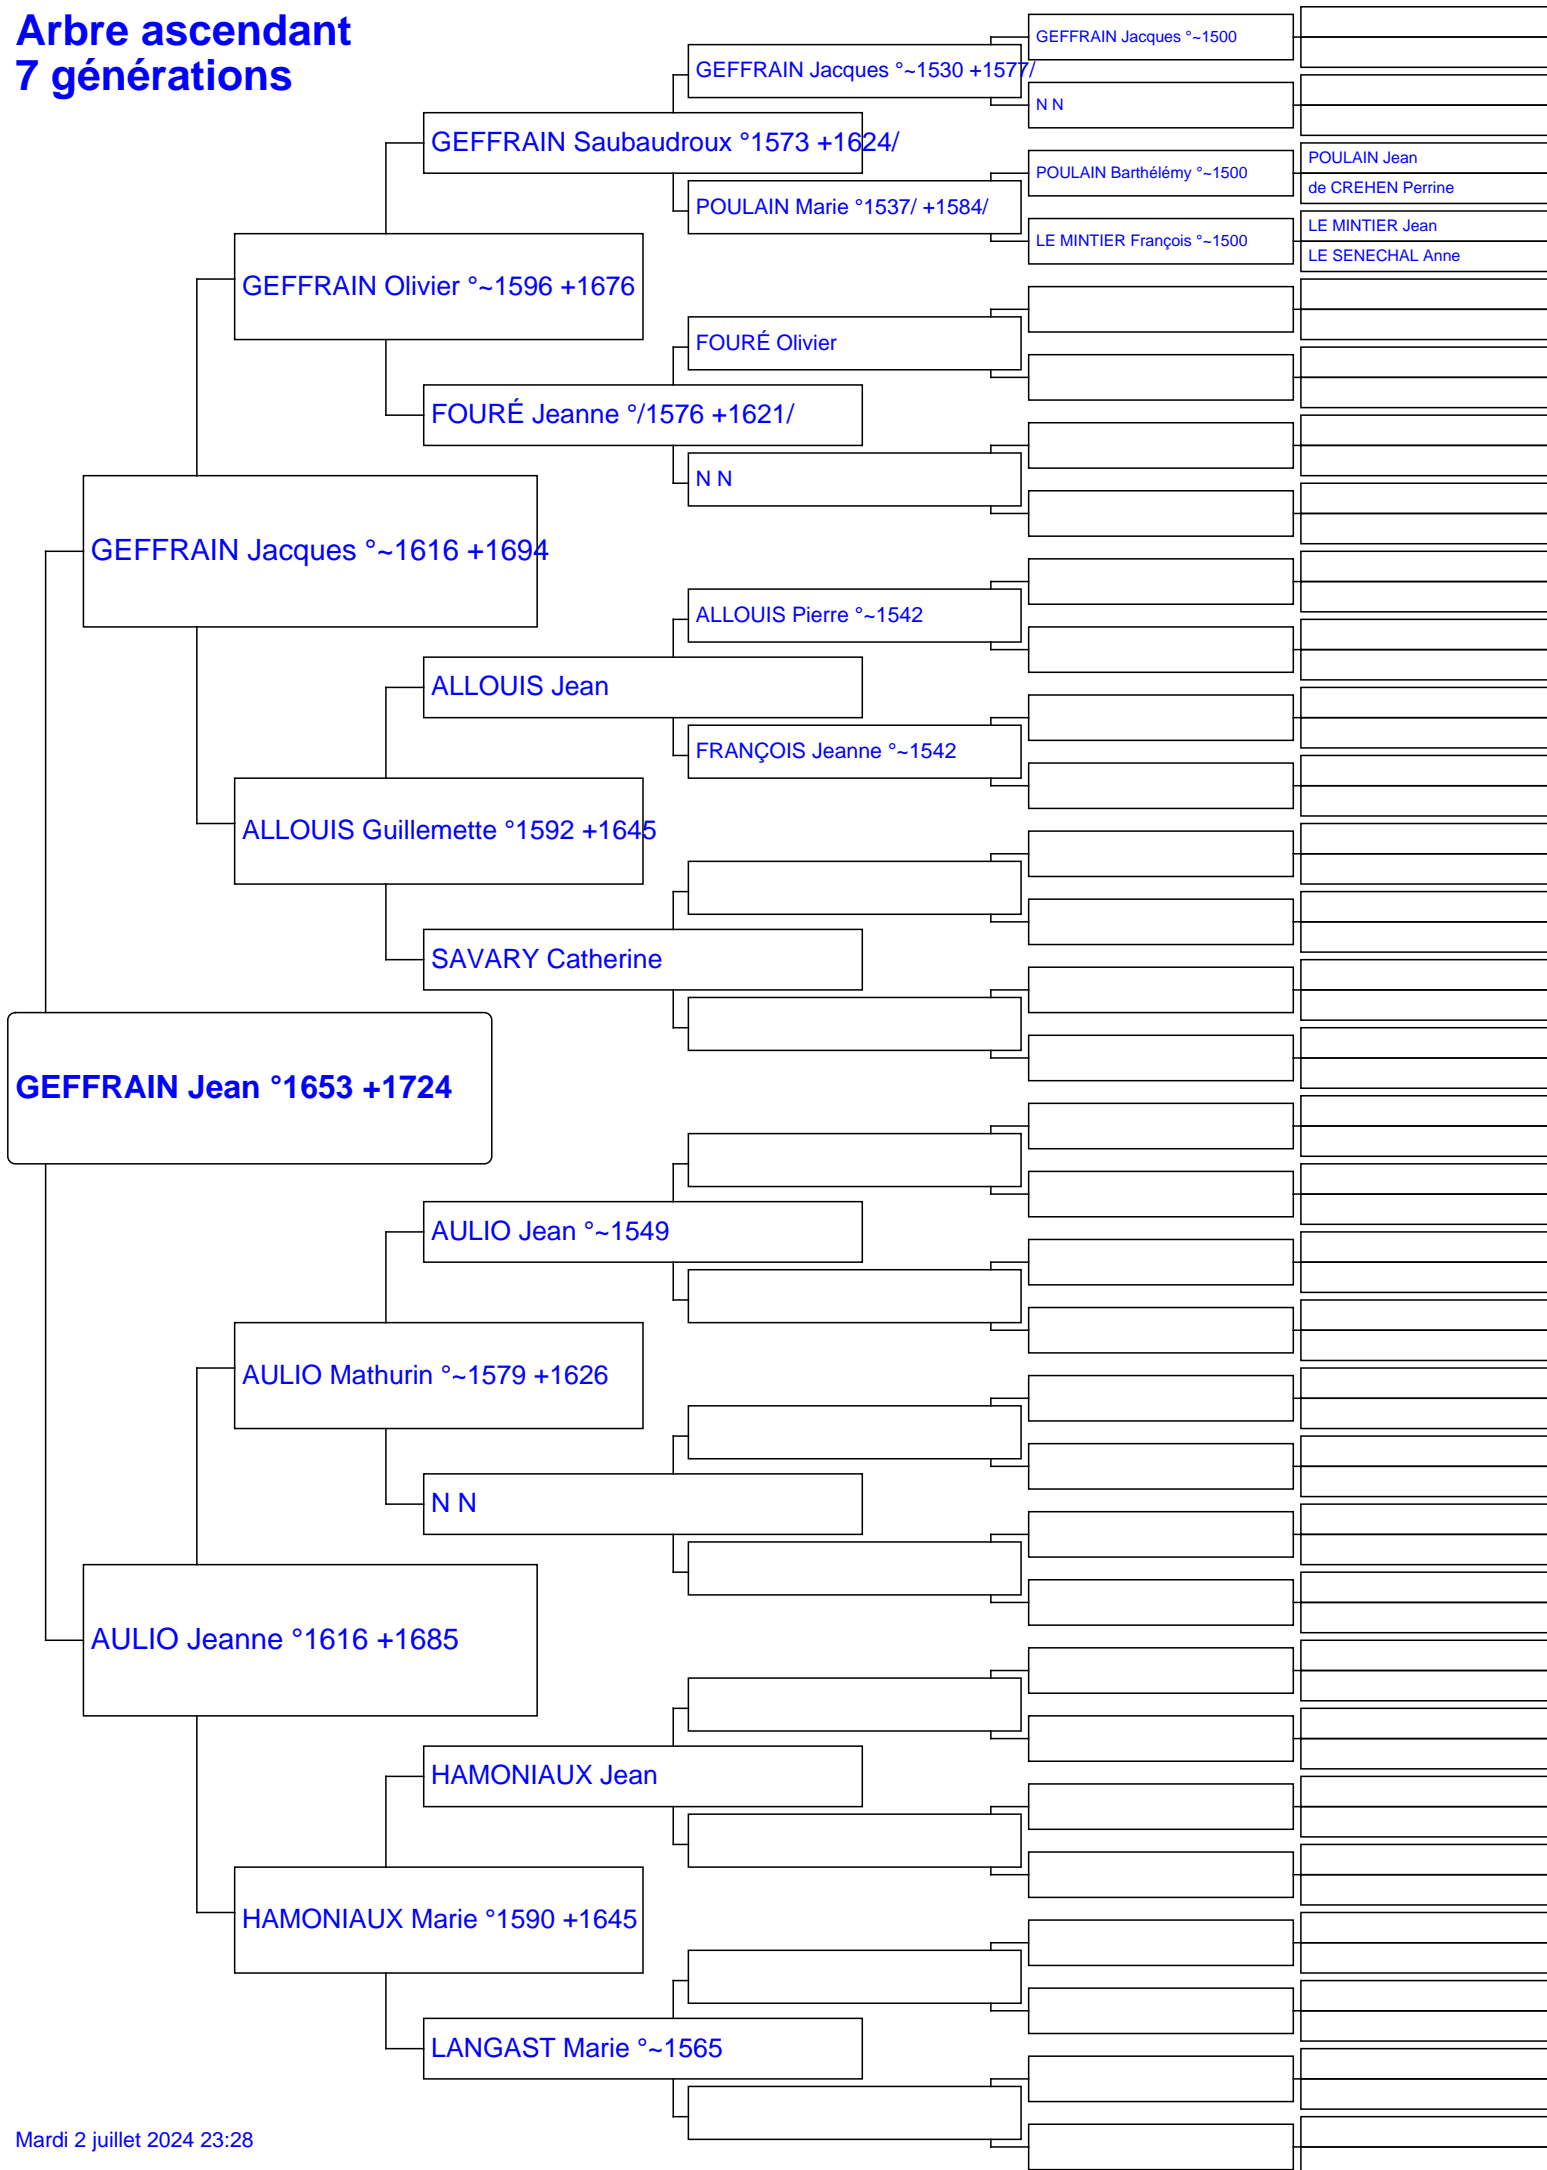 Arbre ascendant
7 générations
GEFFRAIN Jacques °~1500
GEFFRAIN Jacques °~1530 +1577/
N N
GEFFRAIN Saubaudroux °1573 +1624/
POULAIN Jean
POULAIN Barthélémy °~1500
de CREHEN Perrine
POULAIN Marie °1537/ +1584/
LE MINTIER Jean
LE MINTIER François °~1500
LE SENECHAL Anne
GEFFRAIN Olivier °~1596 +1676
FOURÉ Olivier
FOURÉ Jeanne °/1576 +1621/
N N
GEFFRAIN Jacques °~1616 +1694
ALLOUIS Pierre °~1542
ALLOUIS Jean
FRANÇOIS Jeanne °~1542
ALLOUIS Guillemette °1592 +1645
SAVARY Catherine
GEFFRAIN Jean °1653 +1724
AULIO Jean °~1549
AULIO Mathurin °~1579 +1626
N N
AULIO Jeanne °1616 +1685
HAMONIAUX Jean
HAMONIAUX Marie °1590 +1645
LANGAST Marie °~1565
Mardi 2 juillet 2024 23:28